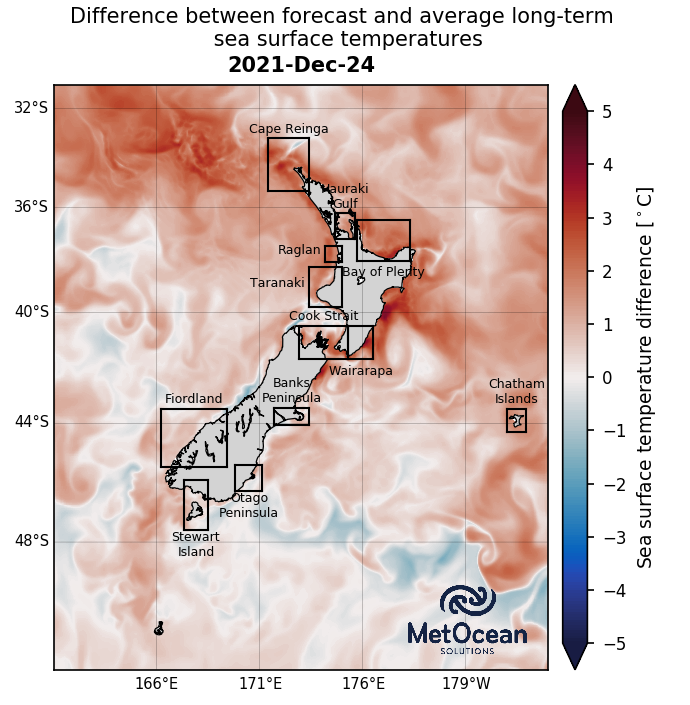 Difference between forecast and average long-term
sea surface temperatures
2021-Dec-24
32°S
36°S
40°S
44°S
48°S
Cape Reinga
Hauraki
Gulf
Raglan
Bay of Plenty
Taranaki
Cook Strait
Wairarapa
Banks
Peninsula
Fiordland
Chatham
Islands
Otago
Peninsula
Stewart
Island
MetOcean
SOLUTIONS
166°E
171°E
176°E
179°W
5
4
3
2
1
0
−1
−2
−3
−4
−5
Sea surface temperature difference [°C]